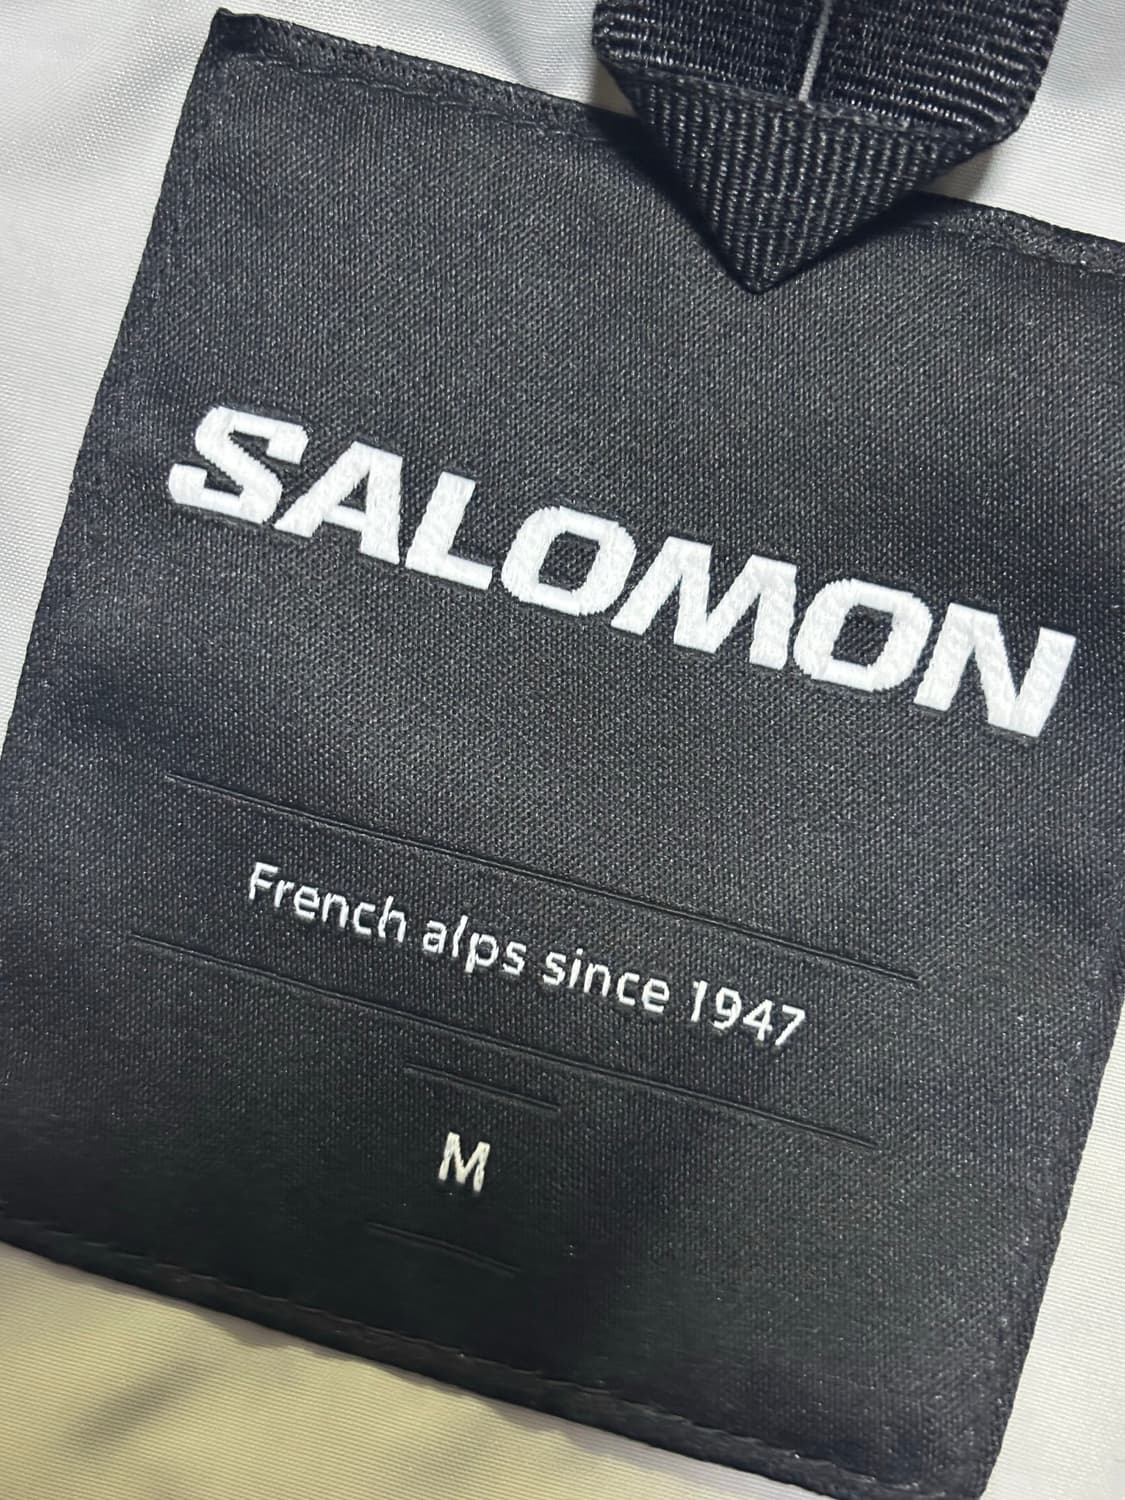 SALOMON
French alps since 1947
M